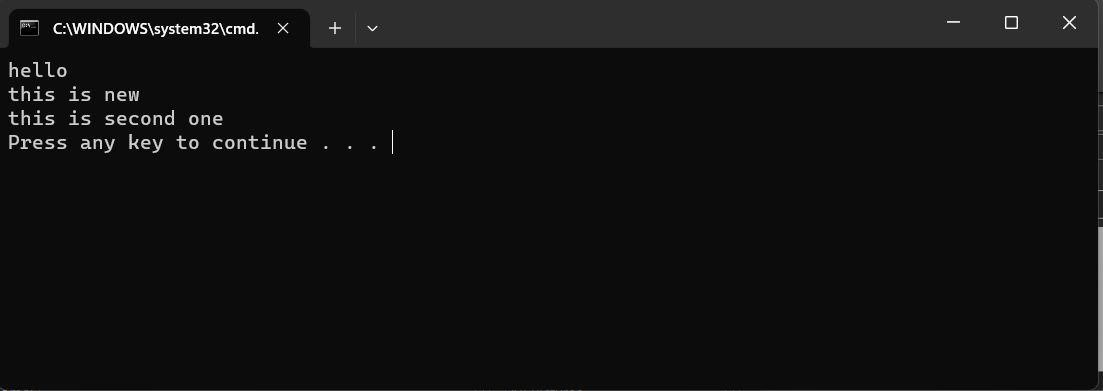 C:\WINDOWS\system32\cmd.
hello
this is new
this is second one
Press any key to continue . . .